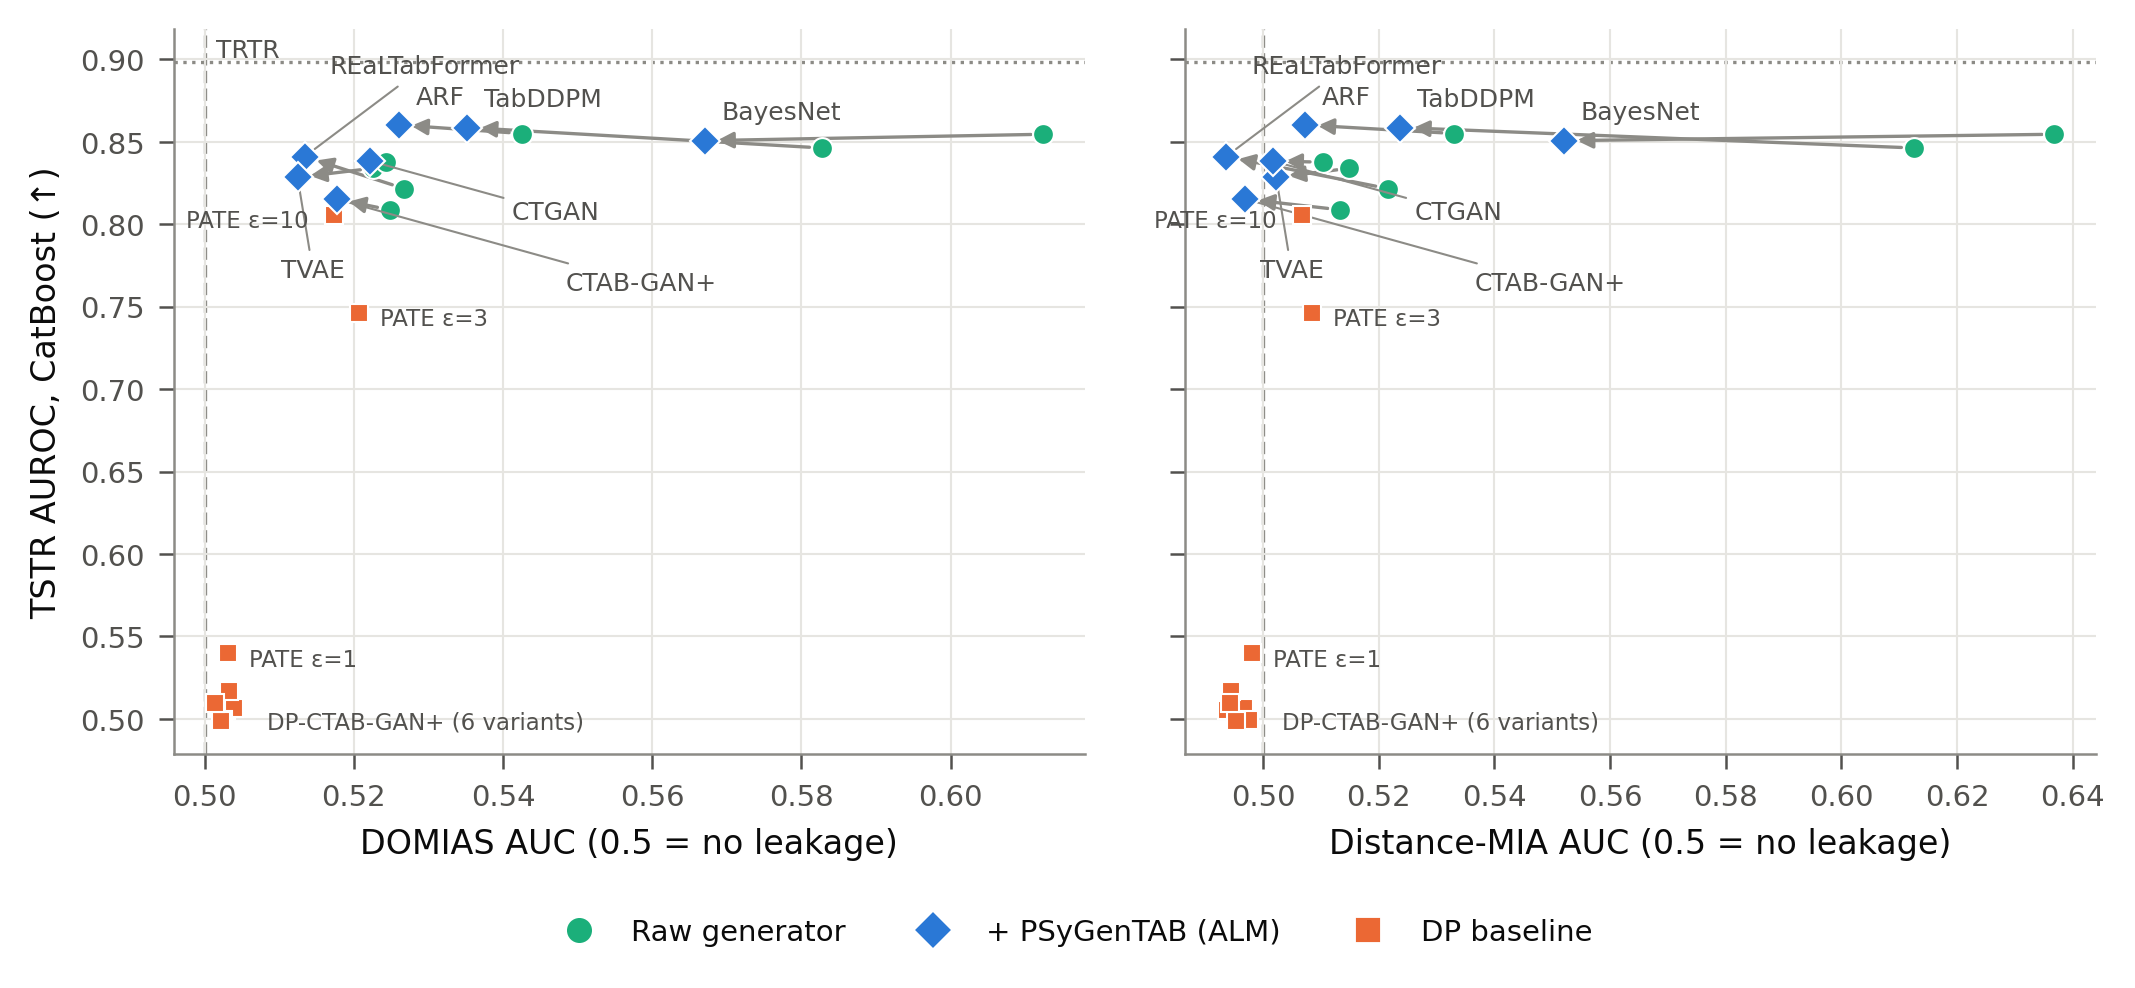 TSTR AUROC, CatBoost (↑)
0.90
0.85
0.80
0.75
0.70
0.65
0.60
0.55
0.50
TRTR
REaLTabFormer
ARF
TabDDPM
BayesNet
CTGAN
PATE ε=10
TVAE
CTAB-GAN+
PATE ε=3
PATE ε=1
DP-CTAB-GAN+ (6 variants)
0.50 0.52 0.54 0.56 0.58 0.60
DOMIAS AUC (0.5 = no leakage)
REaLTabFormer
ARF
TabDDPM
BayesNet
CTGAN
PATE ε=10
TVAE
CTAB-GAN+
PATE ε=3
PATE ε=1
DP-CTAB-GAN+ (6 variants)
0.50 0.52 0.54 0.56 0.58 0.60 0.62 0.64
Distance-MIA AUC (0.5 = no leakage)
Raw generator
+ PSyGenTAB (ALM)
DP baseline